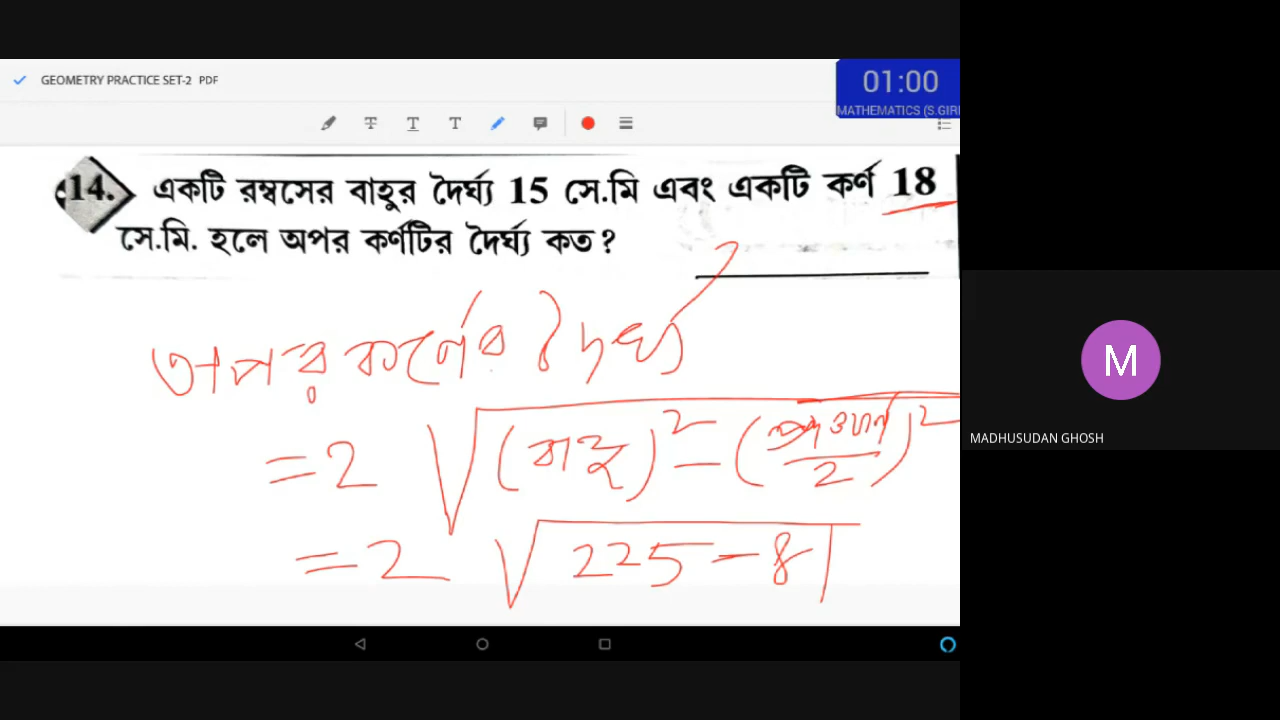 GEOMETRY PRACTICE SET-2 PDF
01:00
MATHEMATICS (S.GIRI
14. একটি রম্বসের বাহুর দৈর্ঘ্য 15 সে.মি এবং একটি কর্ণ 18
সে.মি. হলে অপর কর্ণটির দৈর্ঘ্য কত?
অপর কর্ণের দৈর্ঘ্য
= 2 √(বাহু)² - (/2)²
= 2 √225 - 81
M
MADHUSUDAN GHOSH